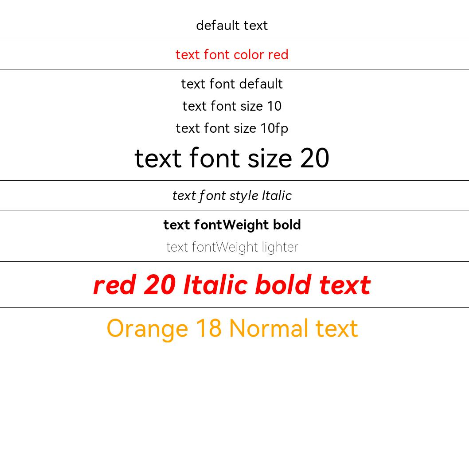 default text
text font color red
text font default
text font size 10
text font size 10fp
text font size 20
text font style Italic
text fontWeight bold
text fontWeight lighter
red 20 Italic bold text
Orange 18 Normal text